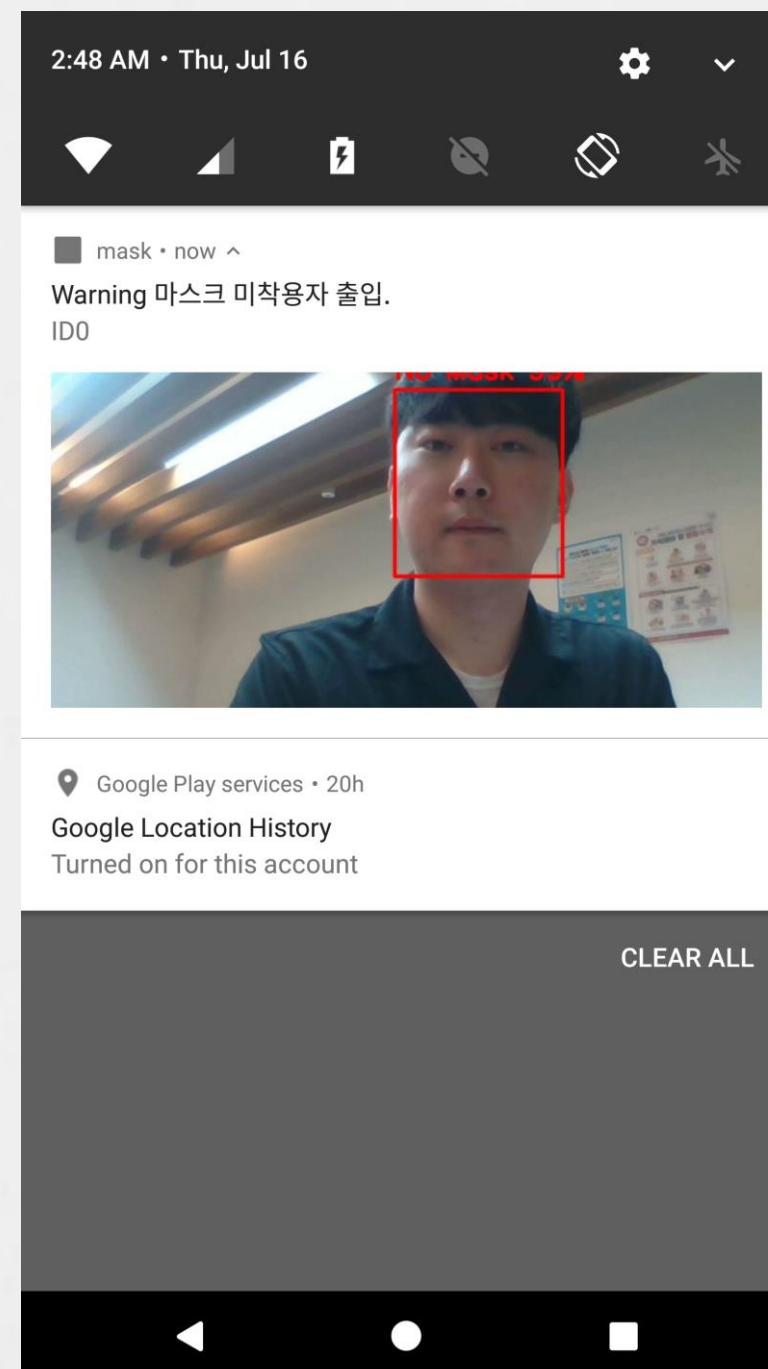 2:48 AM • Thu, Jul 16
mask • now
Warning 마스크 미착용자 출입.
ID0
Google Play services • 20h
Google Location History
Turned on for this account
CLEAR ALL